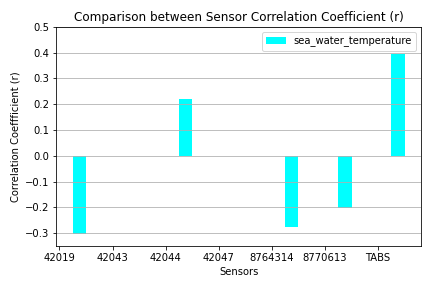 Comparison between Sensor Correlation Coefficient (r)
0.5
sea_water_temperature
0.4
0.3
0.2
0.1
0.0
−0.1
−0.2
−0.3
Correlation Coeffficient (r)
42019 42043 42044 42047 8764314 8770613 TABS
Sensors